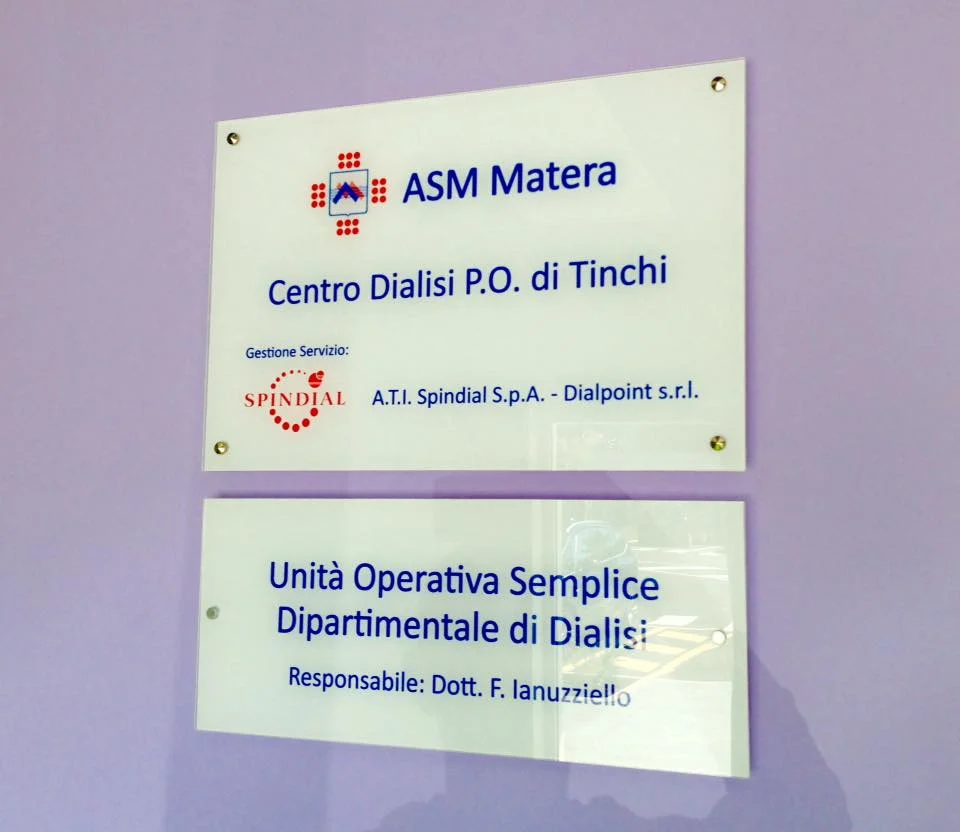 ASM Matera
Centro Dialisi P.O. di Tinchi
Gestione Servizio:
SPINDIAL
A.T.I. Spindial S.p.A. - Dialpoint s.r.l.
Unità Operativa Semplice
Dipartimentale di Dialisi
Responsabile: Dott. F. Ianuzziello